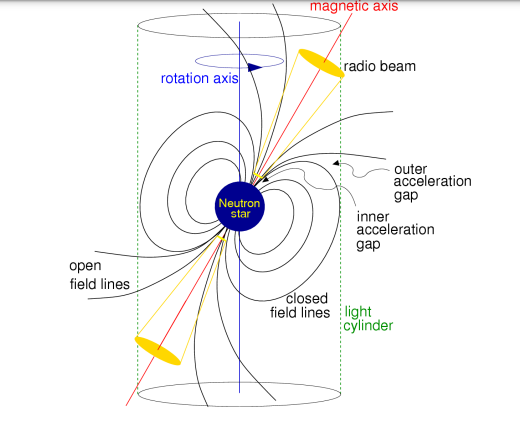 magnetic axis
radio beam
rotation axis
outer
acceleration
gap
Neutron
star
inner
acceleration
gap
open
field lines
closed
field lines
light
cylinder